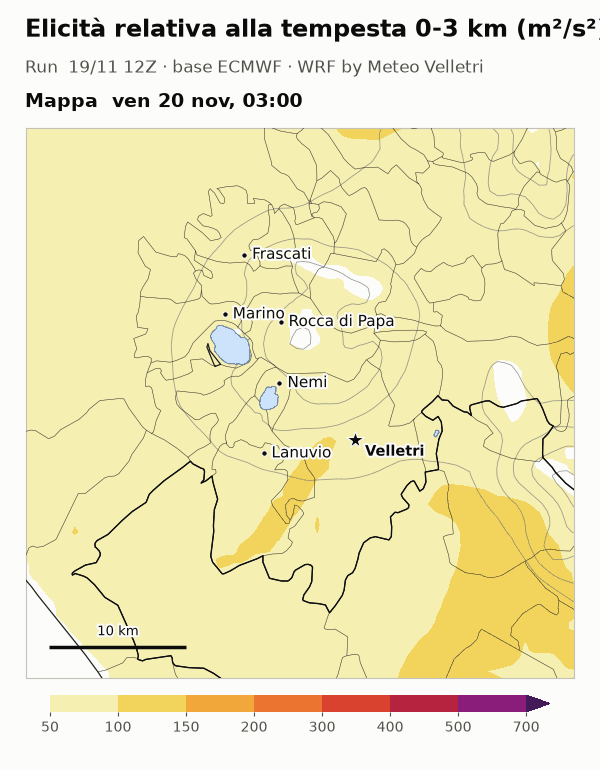 Elicità relativa alla tempesta 0-3 km (m²/s²)
Run 19/11 12Z · base ECMWF · WRF by Meteo Velletri
Mappa ven 20 nov, 03:00
Frascati
Marino
Rocca di Papa
Nemi
Lanuvio
Velletri
10 km
50 100 150 200 300 400 500 700